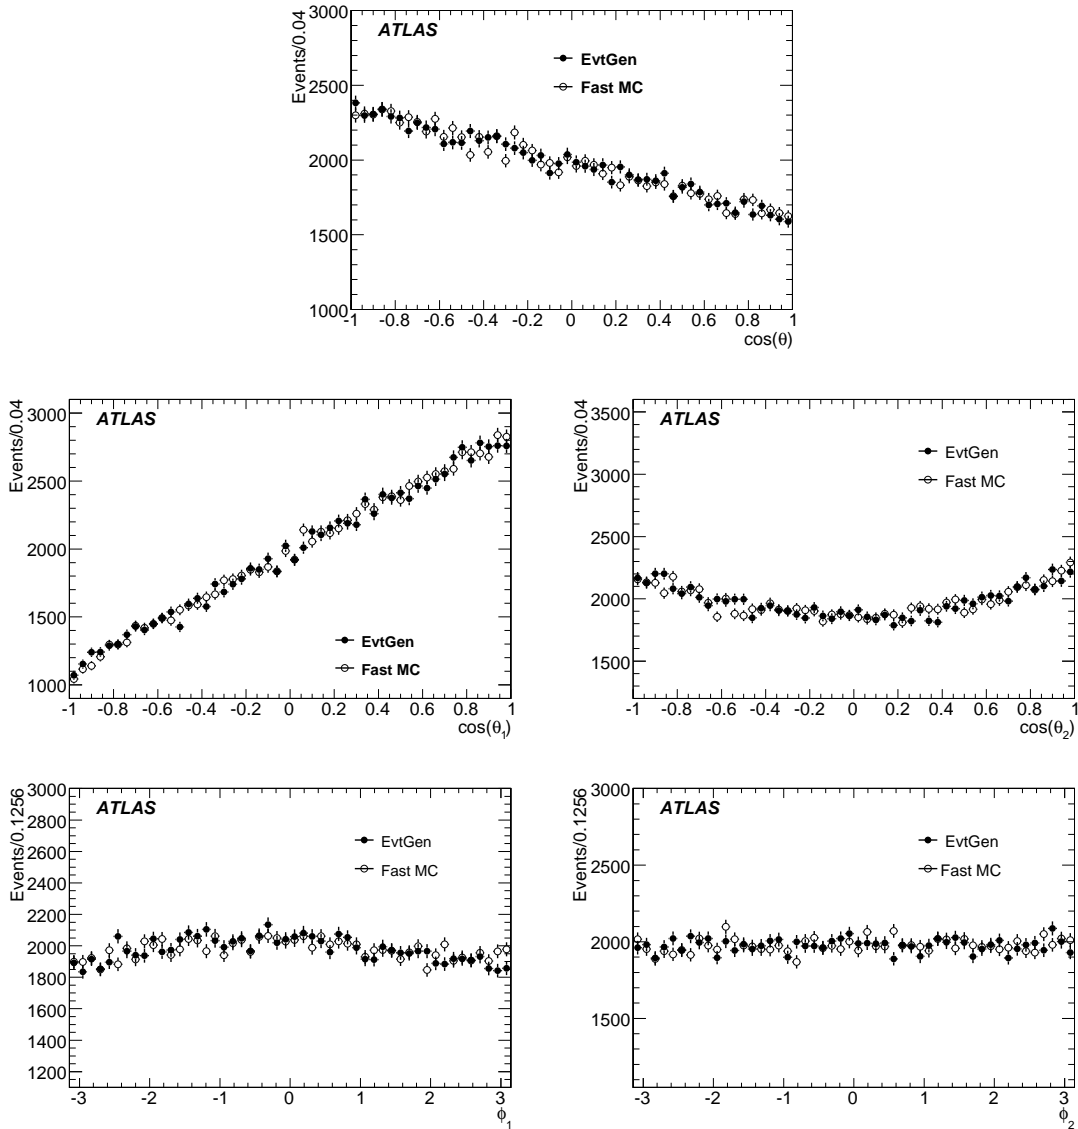 Events/0.04
3000
2500
2000
1500
1000
ATLAS
EvtGen
Fast MC
-1 -0.8 -0.6 -0.4 -0.2 0 0.2 0.4 0.6 0.8 1
cos(θ)
Events/0.04
3000
2500
2000
1500
1000
ATLAS
EvtGen
Fast MC
-1 -0.8 -0.6 -0.4 -0.2 0 0.2 0.4 0.6 0.8 1
cos(θ₁)
Events/0.04
3500
3000
2500
2000
1500
ATLAS
EvtGen
Fast MC
-1 -0.8 -0.6 -0.4 -0.2 0 0.2 0.4 0.6 0.8 1
cos(θ₂)
Events/0.1256
3000
2800
2600
2400
2200
2000
1800
1600
1400
1200
ATLAS
EvtGen
Fast MC
-3 -2 -1 0 1 2 3
ϕ₁
Events/0.1256
3000
2500
2000
1500
ATLAS
EvtGen
Fast MC
-3 -2 -1 0 1 2 3
ϕ₂